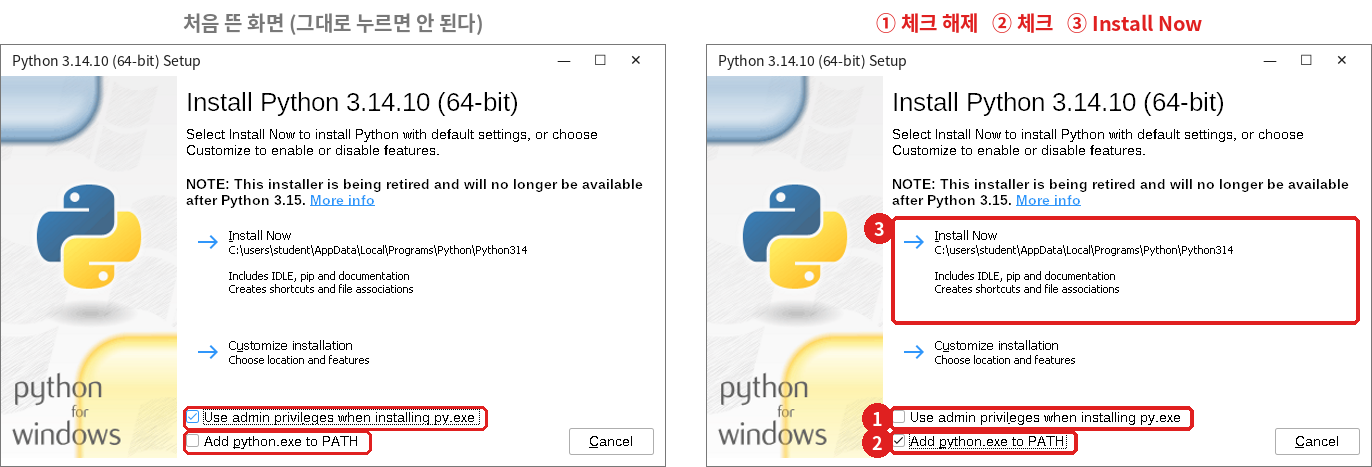 처음 뜬 화면 (그대로 누르면 안 된다)
Python 3.14.10 (64-bit) Setup
Install Python 3.14.10 (64-bit)
Select Install Now to install Python with default settings, or choose
Customize to enable or disable features.
NOTE: This installer is being retired and will no longer be available
after Python 3.15. More info
Install Now
C:\users\student\AppData\Local\Programs\Python\Python314
Includes IDLE, pip and documentation
Creates shortcuts and file associations
Customize installation
Choose location and features
python
for
windows
Use admin privileges when installing py.exe
Add python.exe to PATH
Cancel
① 체크 해제 ② 체크 ③ Install Now
Python 3.14.10 (64-bit) Setup
Install Python 3.14.10 (64-bit)
Select Install Now to install Python with default settings, or choose
Customize to enable or disable features.
NOTE: This installer is being retired and will no longer be available
after Python 3.15. More info
3
Install Now
C:\users\student\AppData\Local\Programs\Python\Python314
Includes IDLE, pip and documentation
Creates shortcuts and file associations
Customize installation
Choose location and features
python
for
windows
1 Use admin privileges when installing py.exe
2 Add python.exe to PATH
Cancel